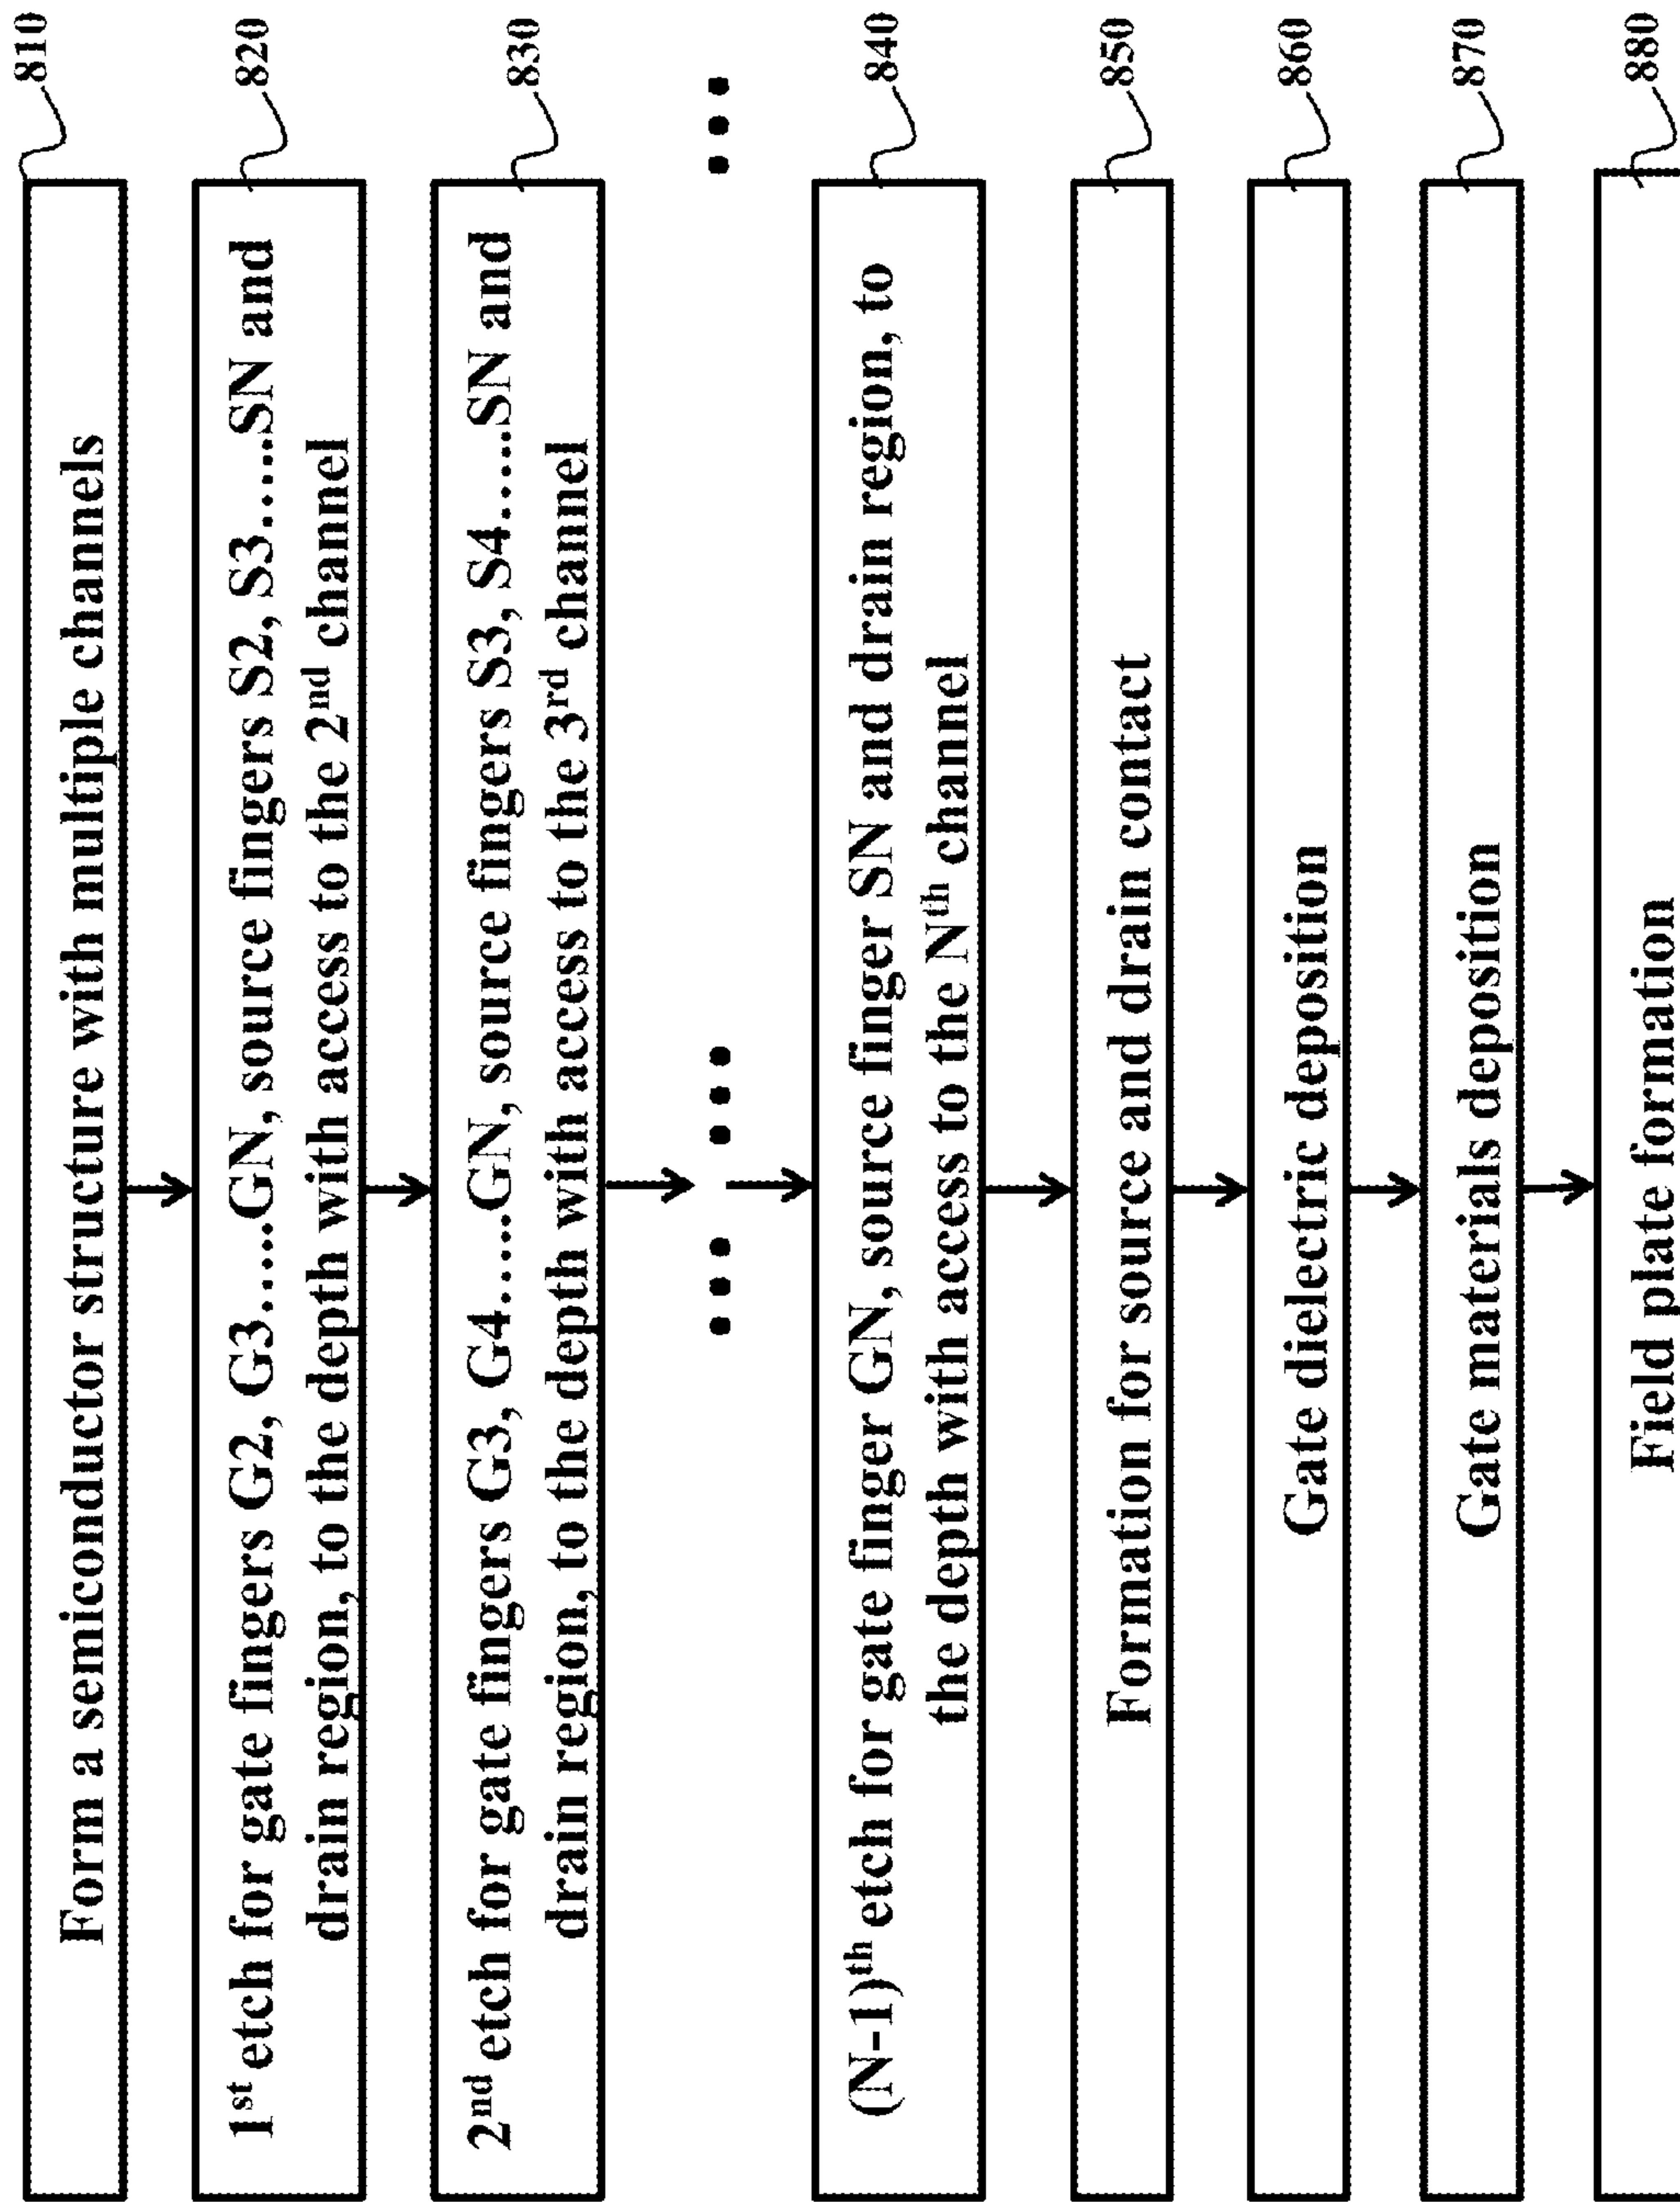 Form a semiconductor structure with multiple channels
810
1st etch for gate fingers G2, G3…..GN, source fingers S2, S3…..SN and
drain region, to the depth with access to the 2nd channel
820
2nd etch for gate fingers G3, G4…..GN, source fingers S3, S4…..SN and
drain region, to the depth with access to the 3rd channel
830
(N-1)th etch for gate finger GN, source finger SN and drain region, to
the depth with access to the Nth channel
840
Formation for source and drain contact
850
Gate dielectric deposition
860
Gate materials deposition
870
Field plate formation
880